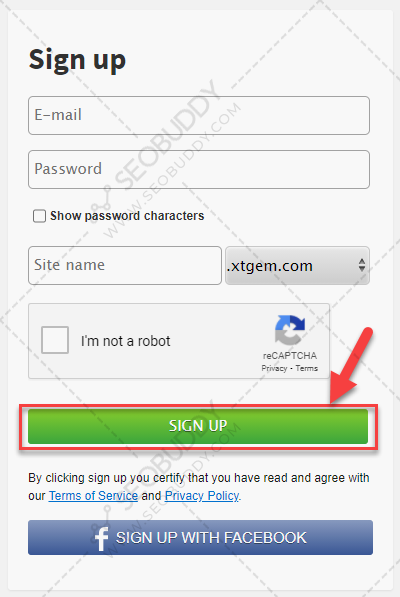 Sign up
E-mail
Password
Show password characters
Site name
.xtgem.com
I'm not a robot
reCAPTCHA
Privacy - Terms
SIGN UP
By clicking sign up you certify that you have read and agree with
our Terms of Service and Privacy Policy.
f SIGN UP WITH FACEBOOK
SEOBUDDY
WWW.SEOBUDDY.COM
SEOBUDDY
WWW.SEOBUDDY.COM